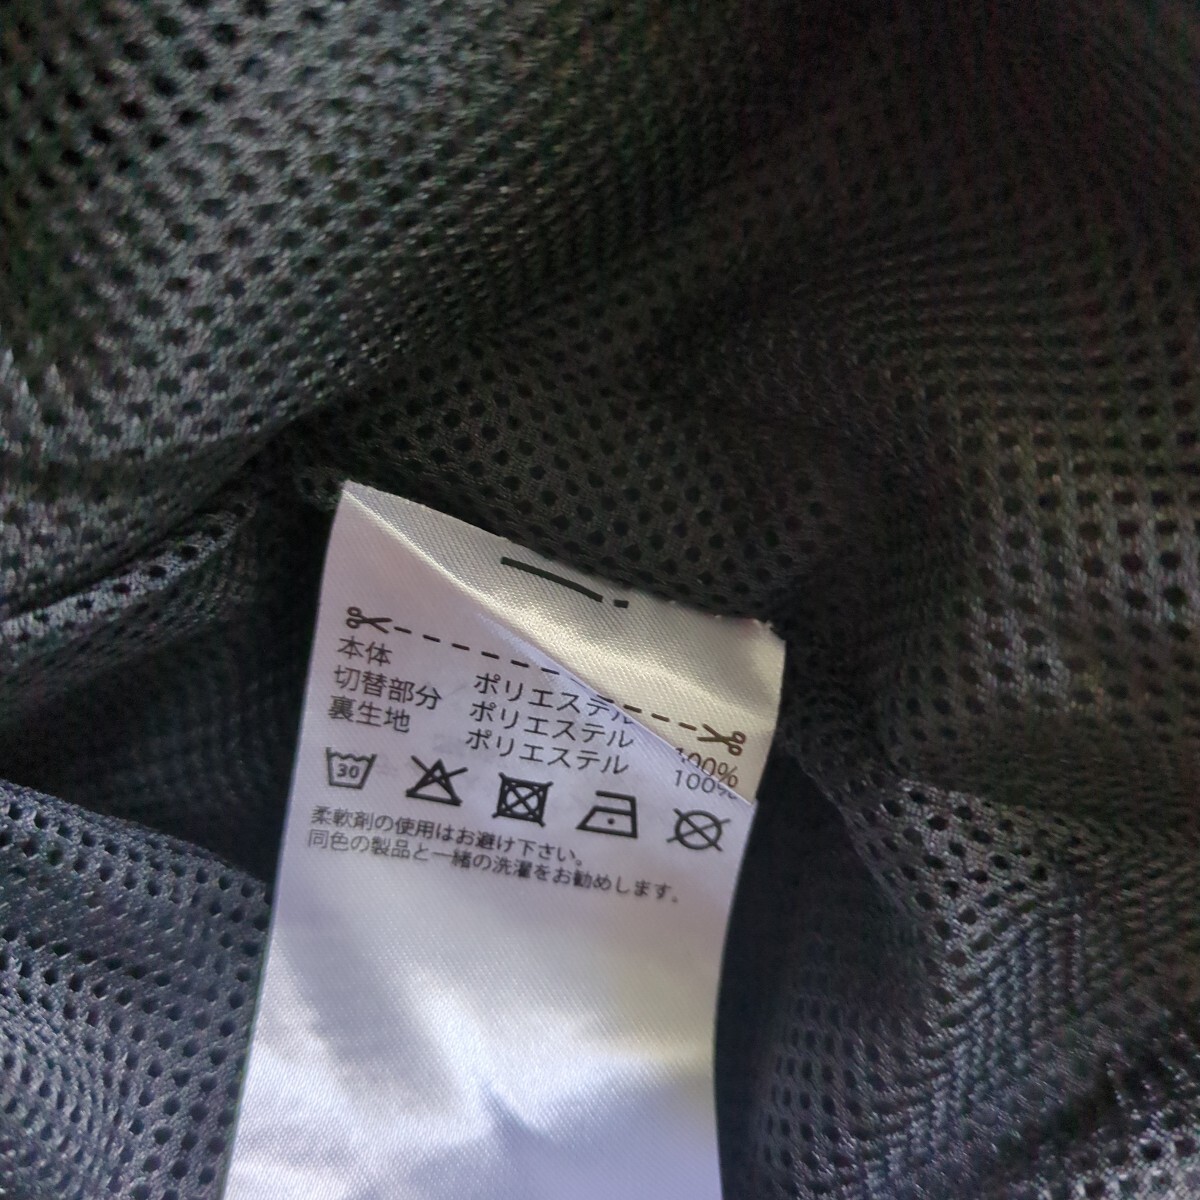 本体 ポリエステル
切替部分 ポリエステル 100%
裏生地 ポリエステル 100%
30
柔軟剤の使用はお避け下さい。
同色の製品と一緒の洗濯をお勧めします。